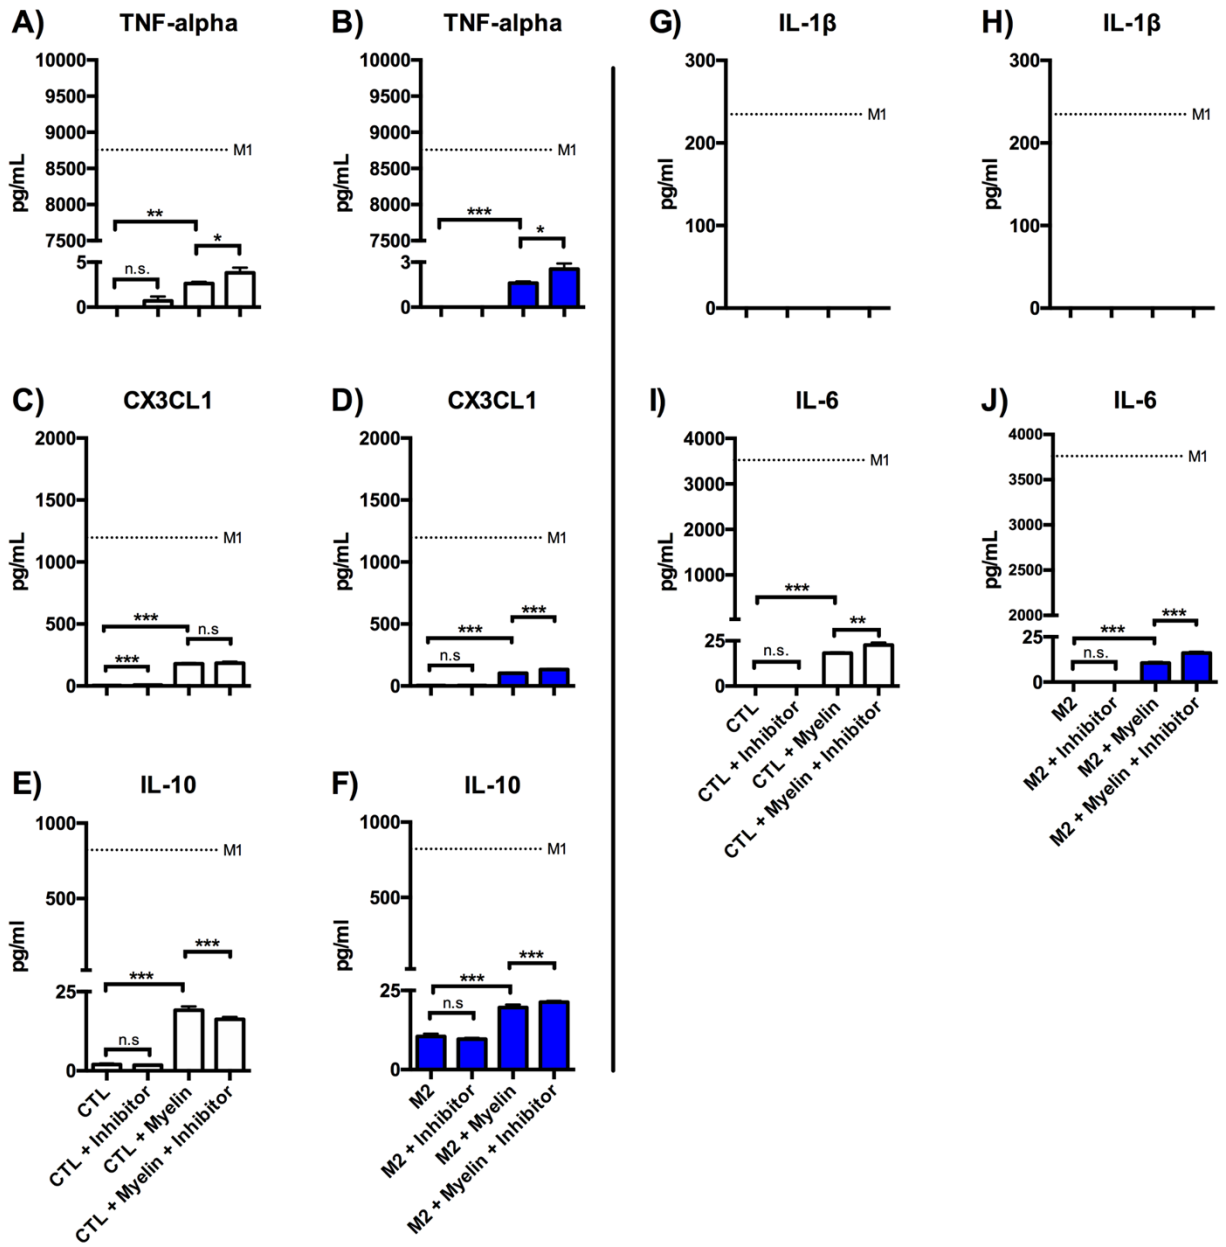 A) TNF-alpha
10000
9500
9000
8500
8000
7500
5
0
pg/mL
M1
**
*
n.s.
B) TNF-alpha
10000
9500
9000
8500
8000
7500
3
0
pg/mL
M1
***
*
G) IL-1β
300
200
100
0
pg/ml
M1
H) IL-1β
300
200
100
0
pg/ml
M1
C) CX3CL1
2000
1500
1000
500
0
pg/mL
M1
***
n.s
***
D) CX3CL1
2000
1500
1000
500
0
pg/mL
M1
***
***
n.s
I) IL-6
4000
3000
2000
1000
25
0
pg/mL
M1
***
**
n.s.
CTL
CTL + Inhibitor
CTL + Myelin
CTL + Myelin + Inhibitor
J) IL-6
4000
3500
3000
2500
2000
25
0
pg/mL
M1
***
***
n.s.
M2
M2 + Inhibitor
M2 + Myelin
M2 + Myelin + Inhibitor
E) IL-10
1000
500
25
0
pg/ml
M1
***
***
n.s
CTL
CTL + Inhibitor
CTL + Myelin
CTL + Myelin + Inhibitor
F) IL-10
1000
500
25
0
pg/ml
M1
***
***
n.s
M2
M2 + Inhibitor
M2 + Myelin
M2 + Myelin + Inhibitor